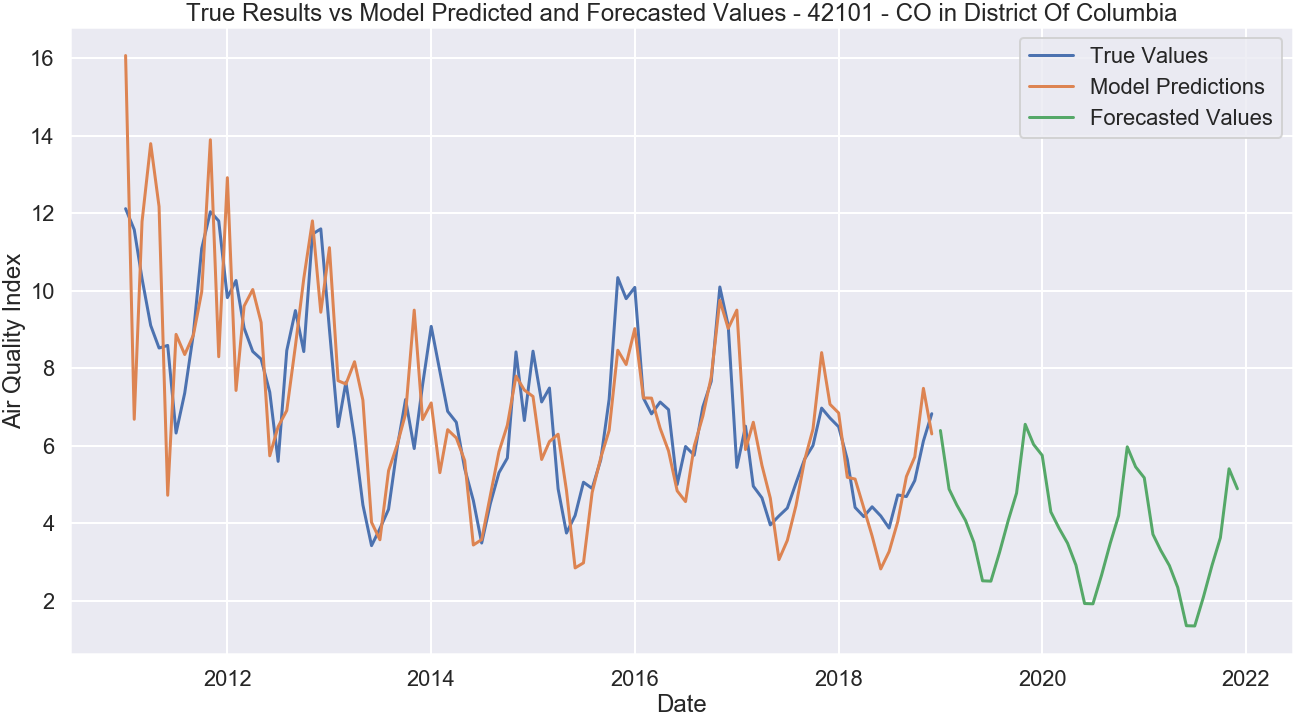 True Results vs Model Predicted and Forecasted Values - 42101 - CO in District Of Columbia
True Values
Model Predictions
Forecasted Values
Air Quality Index
16
14
12
10
8
6
4
2
2012 2014 2016 2018 2020 2022
Date